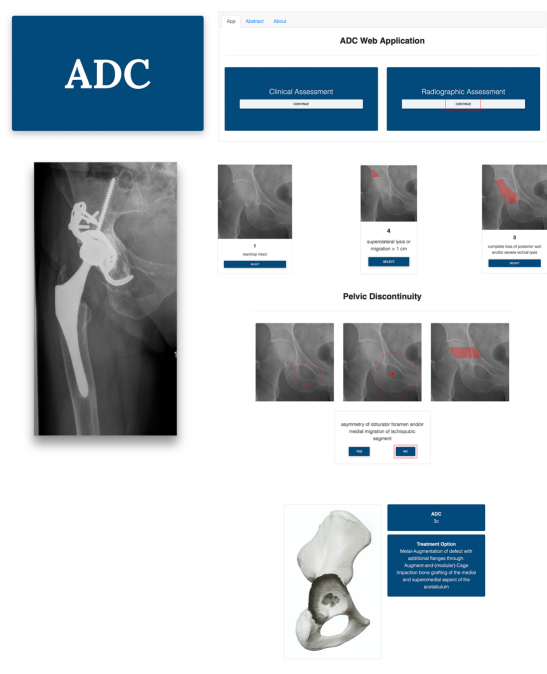 ADC
App Abstract About
ADC Web Application
Clinical Assessment
CONTINUE
Radiographic Assessment
CONTINUE
1
teardrop intact
SELECT
4
superolateral lysis or
migration > 1 cm
SELECT
3
complete loss of posterior wall
and/or severe ischial lysis
SELECT
Pelvic Discontinuity
asymmetry of obturator foramen and/or
medial migration of ischiopubic
segment
YES
NO
ADC
3c
Treatment Option
Metal-Augmentation of defect with
additional flanges through
Augment-and-(modular)-Cage
Impaction bone grafting of the medial
and superomedial aspect of the
acetabulum